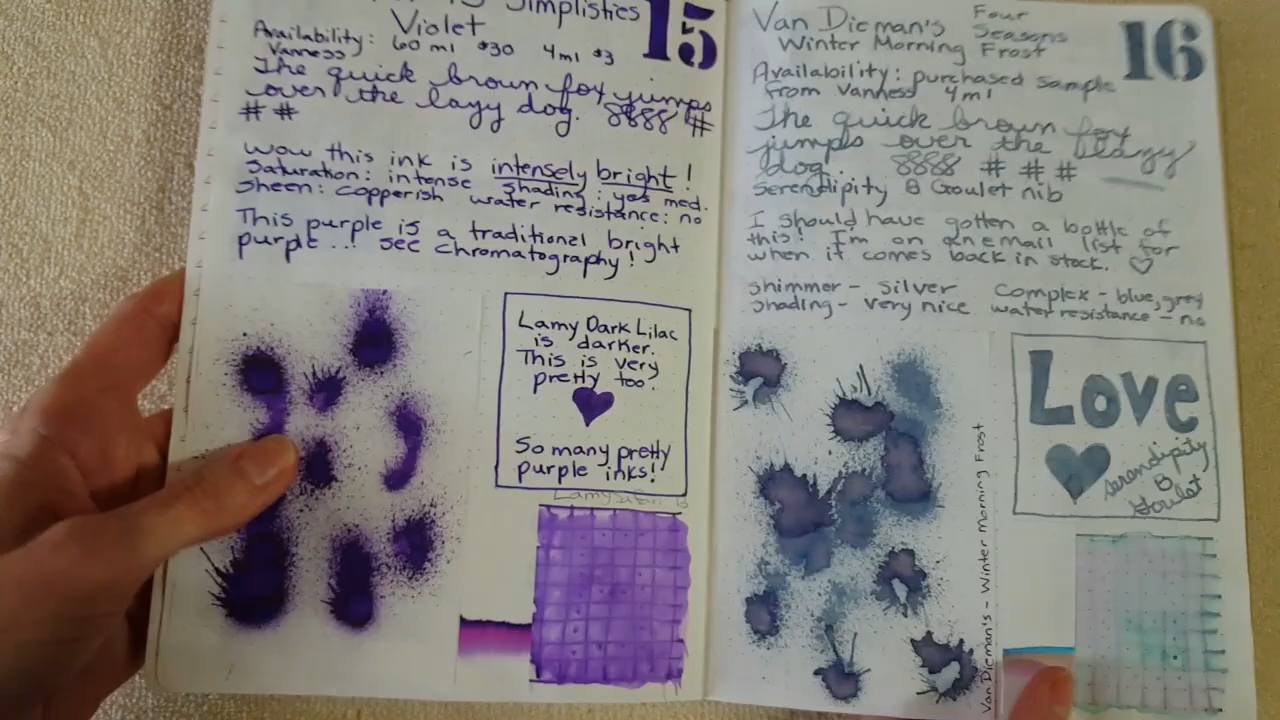 Simplisties
15
Violet
Availability: 60 ml $30 4ml $3
Vanness
The quick brown fox jumps
over the lazy dog. 8888 #
# #
Wow this ink is intensely bright!
Saturation: intense shading: yes med.
Sheen: copperish water resistance: no
This purple is a traditional bright
purple... see chromatography!
Lamy Dark Lilac
is darker.
This is very
pretty too!
So many pretty
purple inks!
Lamy Safari B
Van Dieman's Four
Seasons
Winter Morning Frost
16
Availability: purchased sample
from Vanness 4ml
The quick brown fox
jumps over the lazy
dog. 8888 # # #
Serendipity B Goulet nib
I should have gotten a bottle of
this! I'm on an email list for
when it comes back in stock. ♡
Shimmer - silver Complex - blue, grey
Shading - very nice water resistance - no
Love
serendipity
B
Goulet
Van Dieman's - Winter Morning Frost